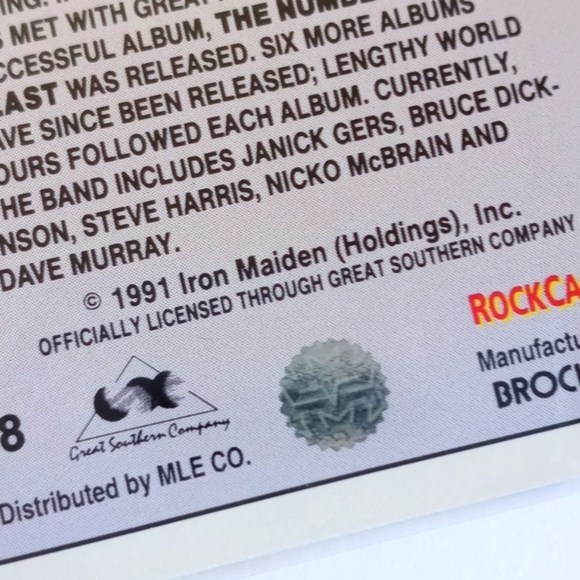 MET WITH GREAT
CCESSFUL ALBUM, THE NUMBE
EAST WAS RELEASED. SIX MORE ALBUMS
AVE SINCE BEEN RELEASED; LENGTHY WORLD
OURS FOLLOWED EACH ALBUM. CURRENTLY,
HE BAND INCLUDES JANICK GERS, BRUCE DICK-
NSON, STEVE HARRIS, NICKO McBRAIN AND
DAVE MURRAY.
© 1991 Iron Maiden (Holdings), Inc.
OFFICIALLY LICENSED THROUGH GREAT SOUTHERN COMPANY
ROCKCA
Manufactu
BROC
8
Great Southern Company
Distributed by MLE CO.